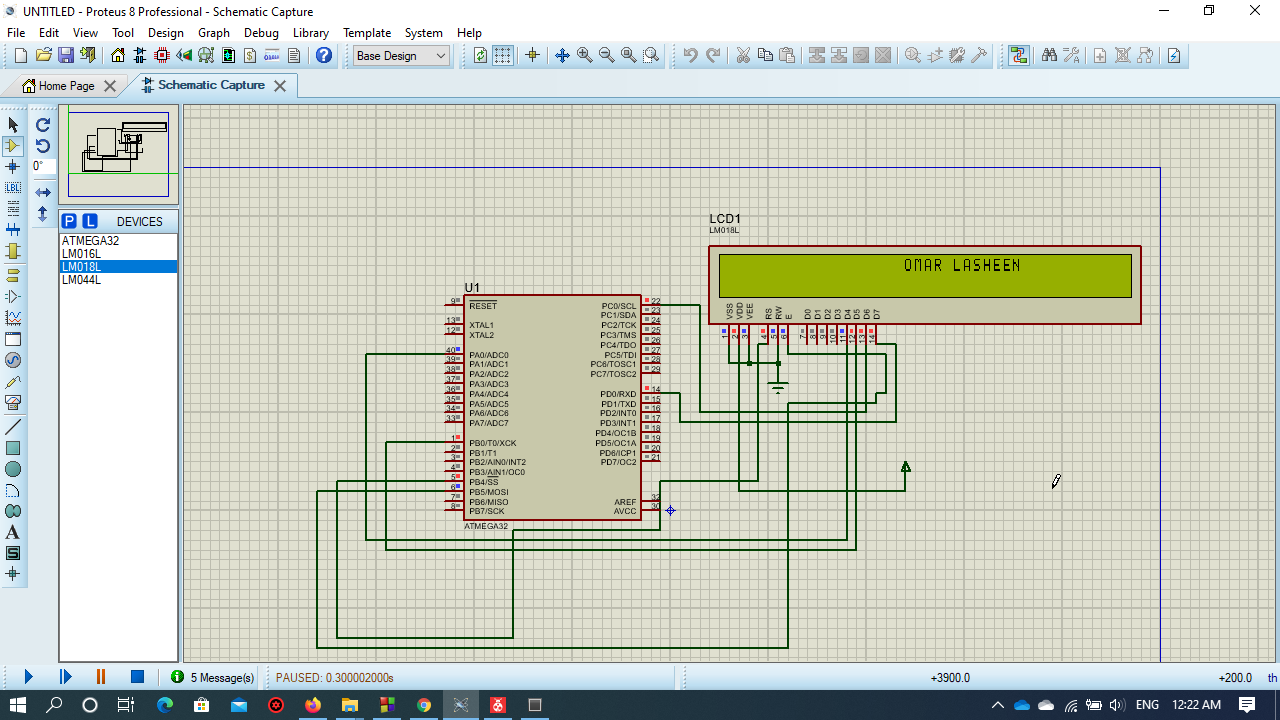 UNTITLED - Proteus 8 Professional - Schematic Capture
File Edit View Tool Design Graph Debug Library Template System Help
Base Design
Home Page
Schematic Capture
0°
P L DEVICES
ATMEGA32
LM016L
LM018L
LM044L
LBL
A
S
LCD1
LM018L
OMAR LASHEEN
VSS VDD VEE RS RW E D0 D1 D2 D3 D4 D5 D6 D7
1 2 3 4 5 6 7 8 9 10 11 12 13 14
U1
9 RESET PC0/SCL 22
PC1/SDA 23
13 XTAL1 PC2/TCK 24
12 XTAL2 PC3/TMS 25
PC4/TDO 26
40 PA0/ADC0 PC5/TDI 27
39 PA1/ADC1 PC6/TOSC1 28
38 PA2/ADC2 PC7/TOSC2 29
37 PA3/ADC3
36 PA4/ADC4 PD0/RXD 14
35 PA5/ADC5 PD1/TXD 15
34 PA6/ADC6 PD2/INT0 16
33 PA7/ADC7 PD3/INT1 17
PD4/OC1B 18
1 PB0/T0/XCK PD5/OC1A 19
2 PB1/T1 PD6/ICP1 20
3 PB2/AIN0/INT2 PD7/OC2 21
4 PB3/AIN1/OC0
5 PB4/SS
6 PB5/MOSI
7 PB6/MISO AREF 32
8 PB7/SCK AVCC 30
ATMEGA32
5 Message(s)
PAUSED: 0.300002000s
+3900.0
+200.0 th
ENG 12:22 AM